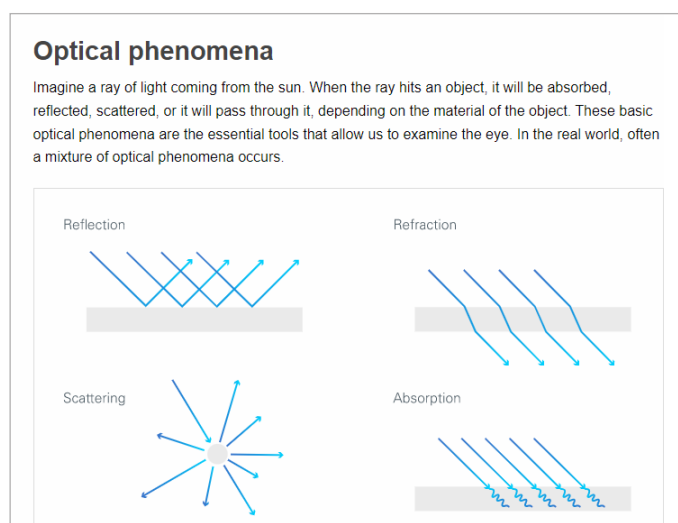 Optical phenomena
Imagine a ray of light coming from the sun. When the ray hits an object, it will be absorbed,
reflected, scattered, or it will pass through it, depending on the material of the object. These basic
optical phenomena are the essential tools that allow us to examine the eye. In the real world, often
a mixture of optical phenomena occurs.
Reflection
Refraction
Scattering
Absorption